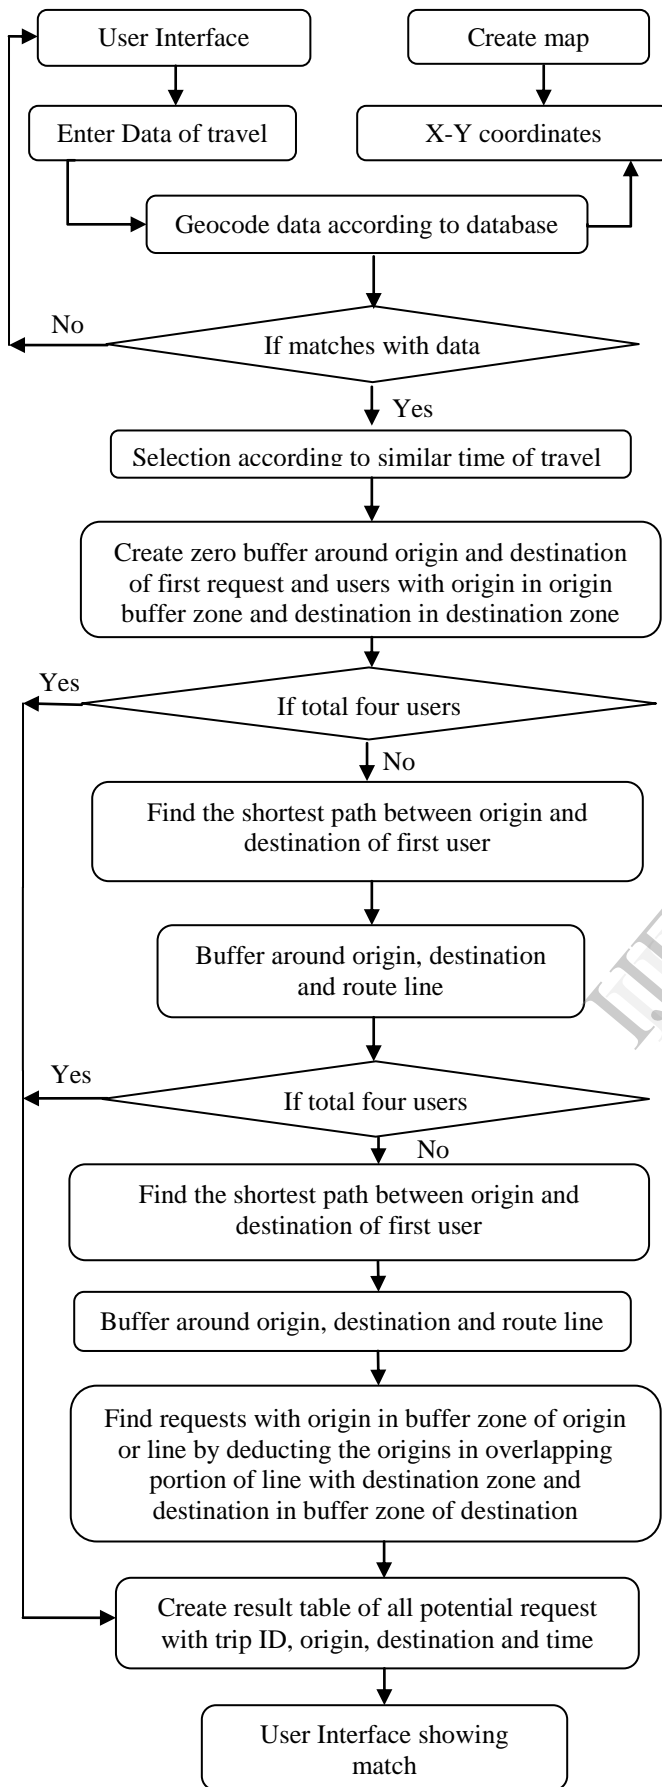 User Interface
Create map
Enter Data of travel
X-Y coordinates
Geocode data according to database
No
If matches with data
Yes
Selection according to similar time of travel
Create zero buffer around origin and destination
of first request and users with origin in origin
buffer zone and destination in destination zone
Yes
If total four users
No
Find the shortest path between origin and
destination of first user
Buffer around origin, destination
and route line
Yes
If total four users
No
Find the shortest path between origin and
destination of first user
Buffer around origin, destination and route line
Find requests with origin in buffer zone of origin
or line by deducting the origins in overlapping
portion of line with destination zone and
destination in buffer zone of destination
Create result table of all potential request
with trip ID, origin, destination and time
User Interface showing
match